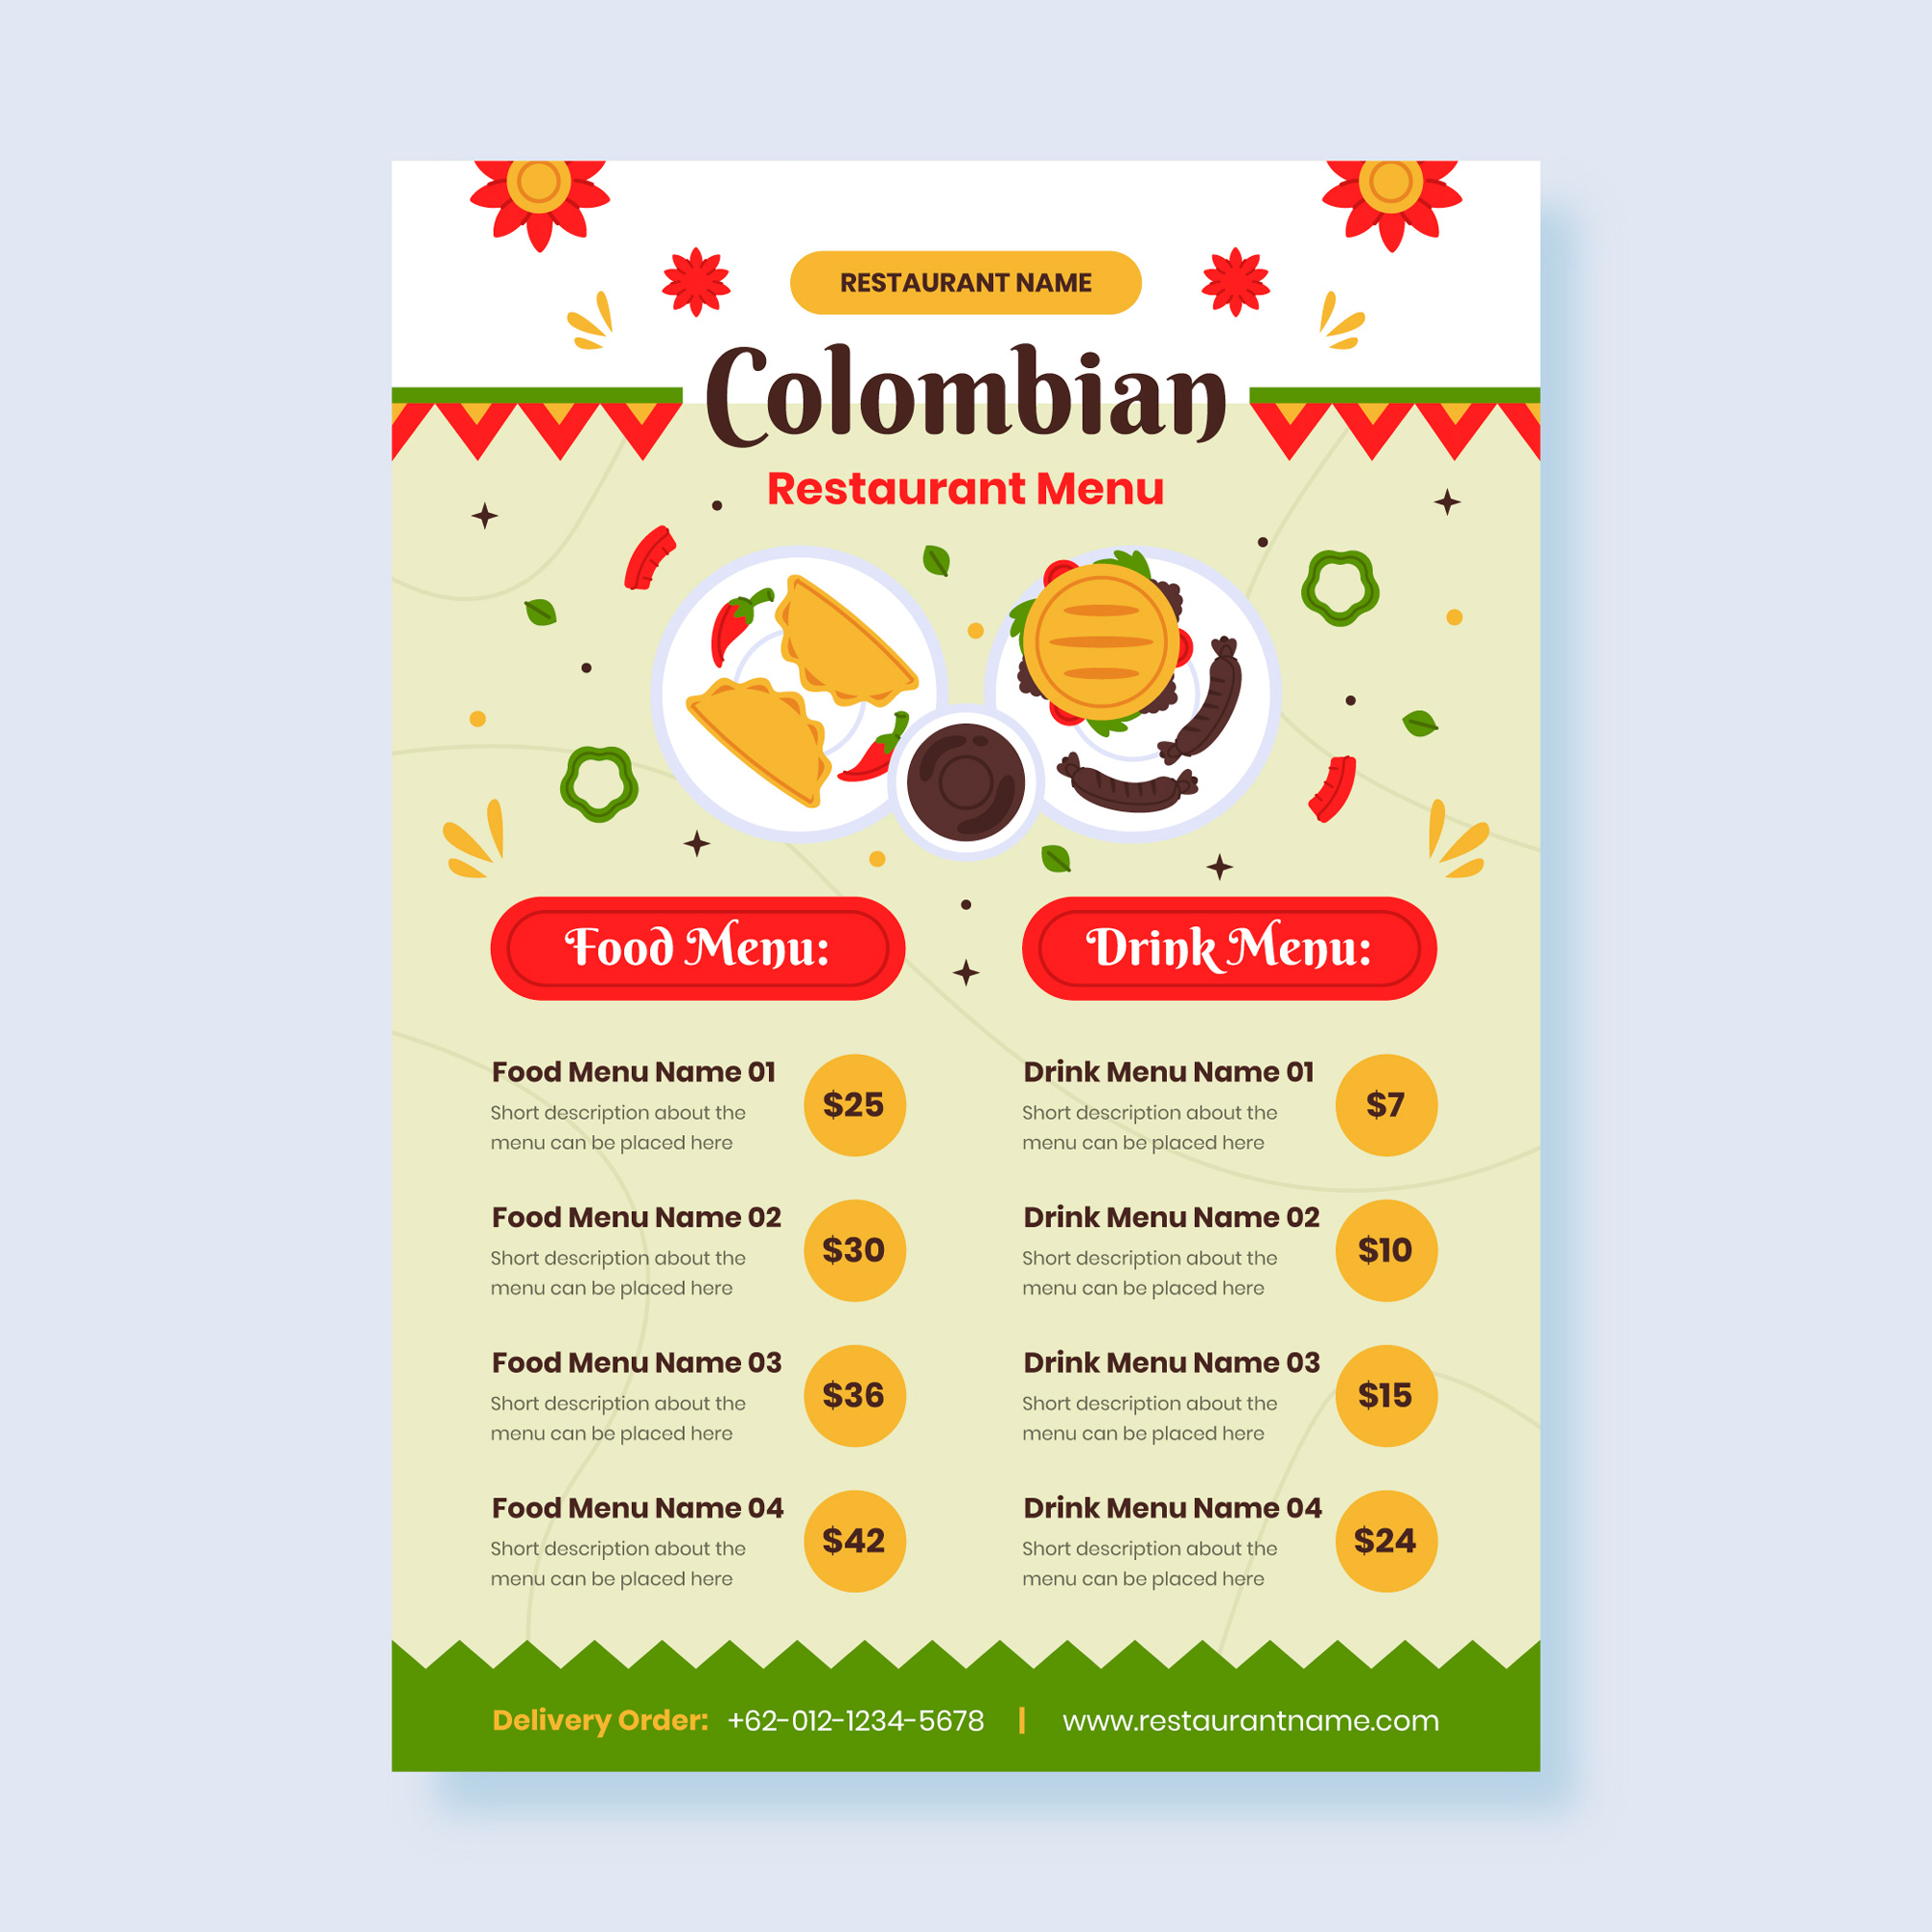 RESTAURANT NAME
Colombian
Restaurant Menu
Food Menu:
Food Menu Name 01
Short description about the
menu can be placed here
$25
Food Menu Name 02
Short description about the
menu can be placed here
$30
Food Menu Name 03
Short description about the
menu can be placed here
$36
Food Menu Name 04
Short description about the
menu can be placed here
$42
Drink Menu:
Drink Menu Name 01
Short description about the
menu can be placed here
$7
Drink Menu Name 02
Short description about the
menu can be placed here
$10
Drink Menu Name 03
Short description about the
menu can be placed here
$15
Drink Menu Name 04
Short description about the
menu can be placed here
$24
Delivery Order: +62-012-1234-5678 | www.restaurantname.com